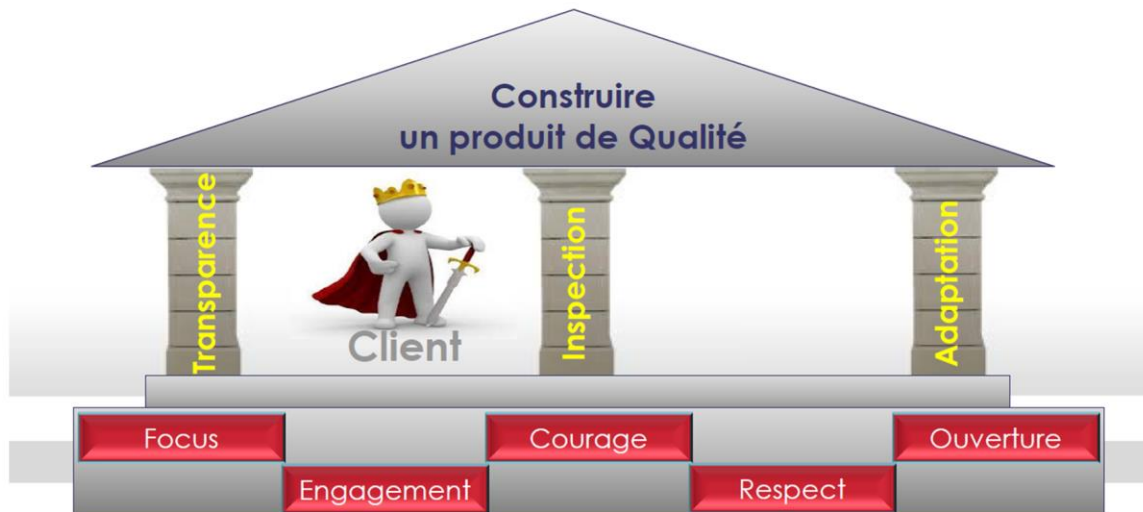 Construire
un produit de Qualité
Transparence
Client
Inspection
Adaptation
Focus
Courage
Ouverture
Engagement
Respect